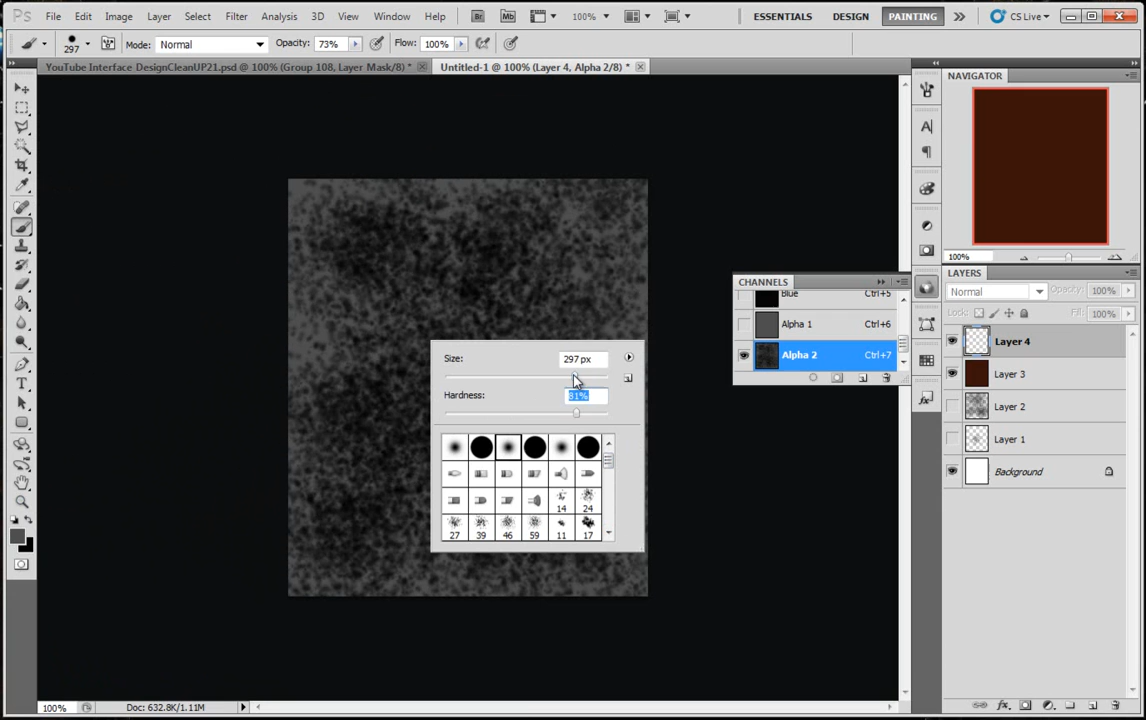 Ps File Edit Image Layer Select Filter Analysis 3D View Window Help Br Mb 100% ESSENTIALS DESIGN PAINTING CS Live
297 Mode: Normal Opacity: 73% Flow: 100%
YouTube Interface DesignCleanUP21.psd @ 100% (Group 108, Layer Mask/8) * Untitled-1 @ 100% (Layer 4, Alpha 2/8) *
NAVIGATOR
100%
CHANNELS
Blue Ctrl+5
Alpha 1 Ctrl+6
Alpha 2 Ctrl+7
LAYERS
Normal Opacity: 100%
Lock: Fill: 100%
Layer 4
Layer 3
Layer 2
Layer 1
Background
Size: 297 px
Hardness: 81%
14 24
27 39 46 59 11 17
100% Doc: 632.8K/1.11M